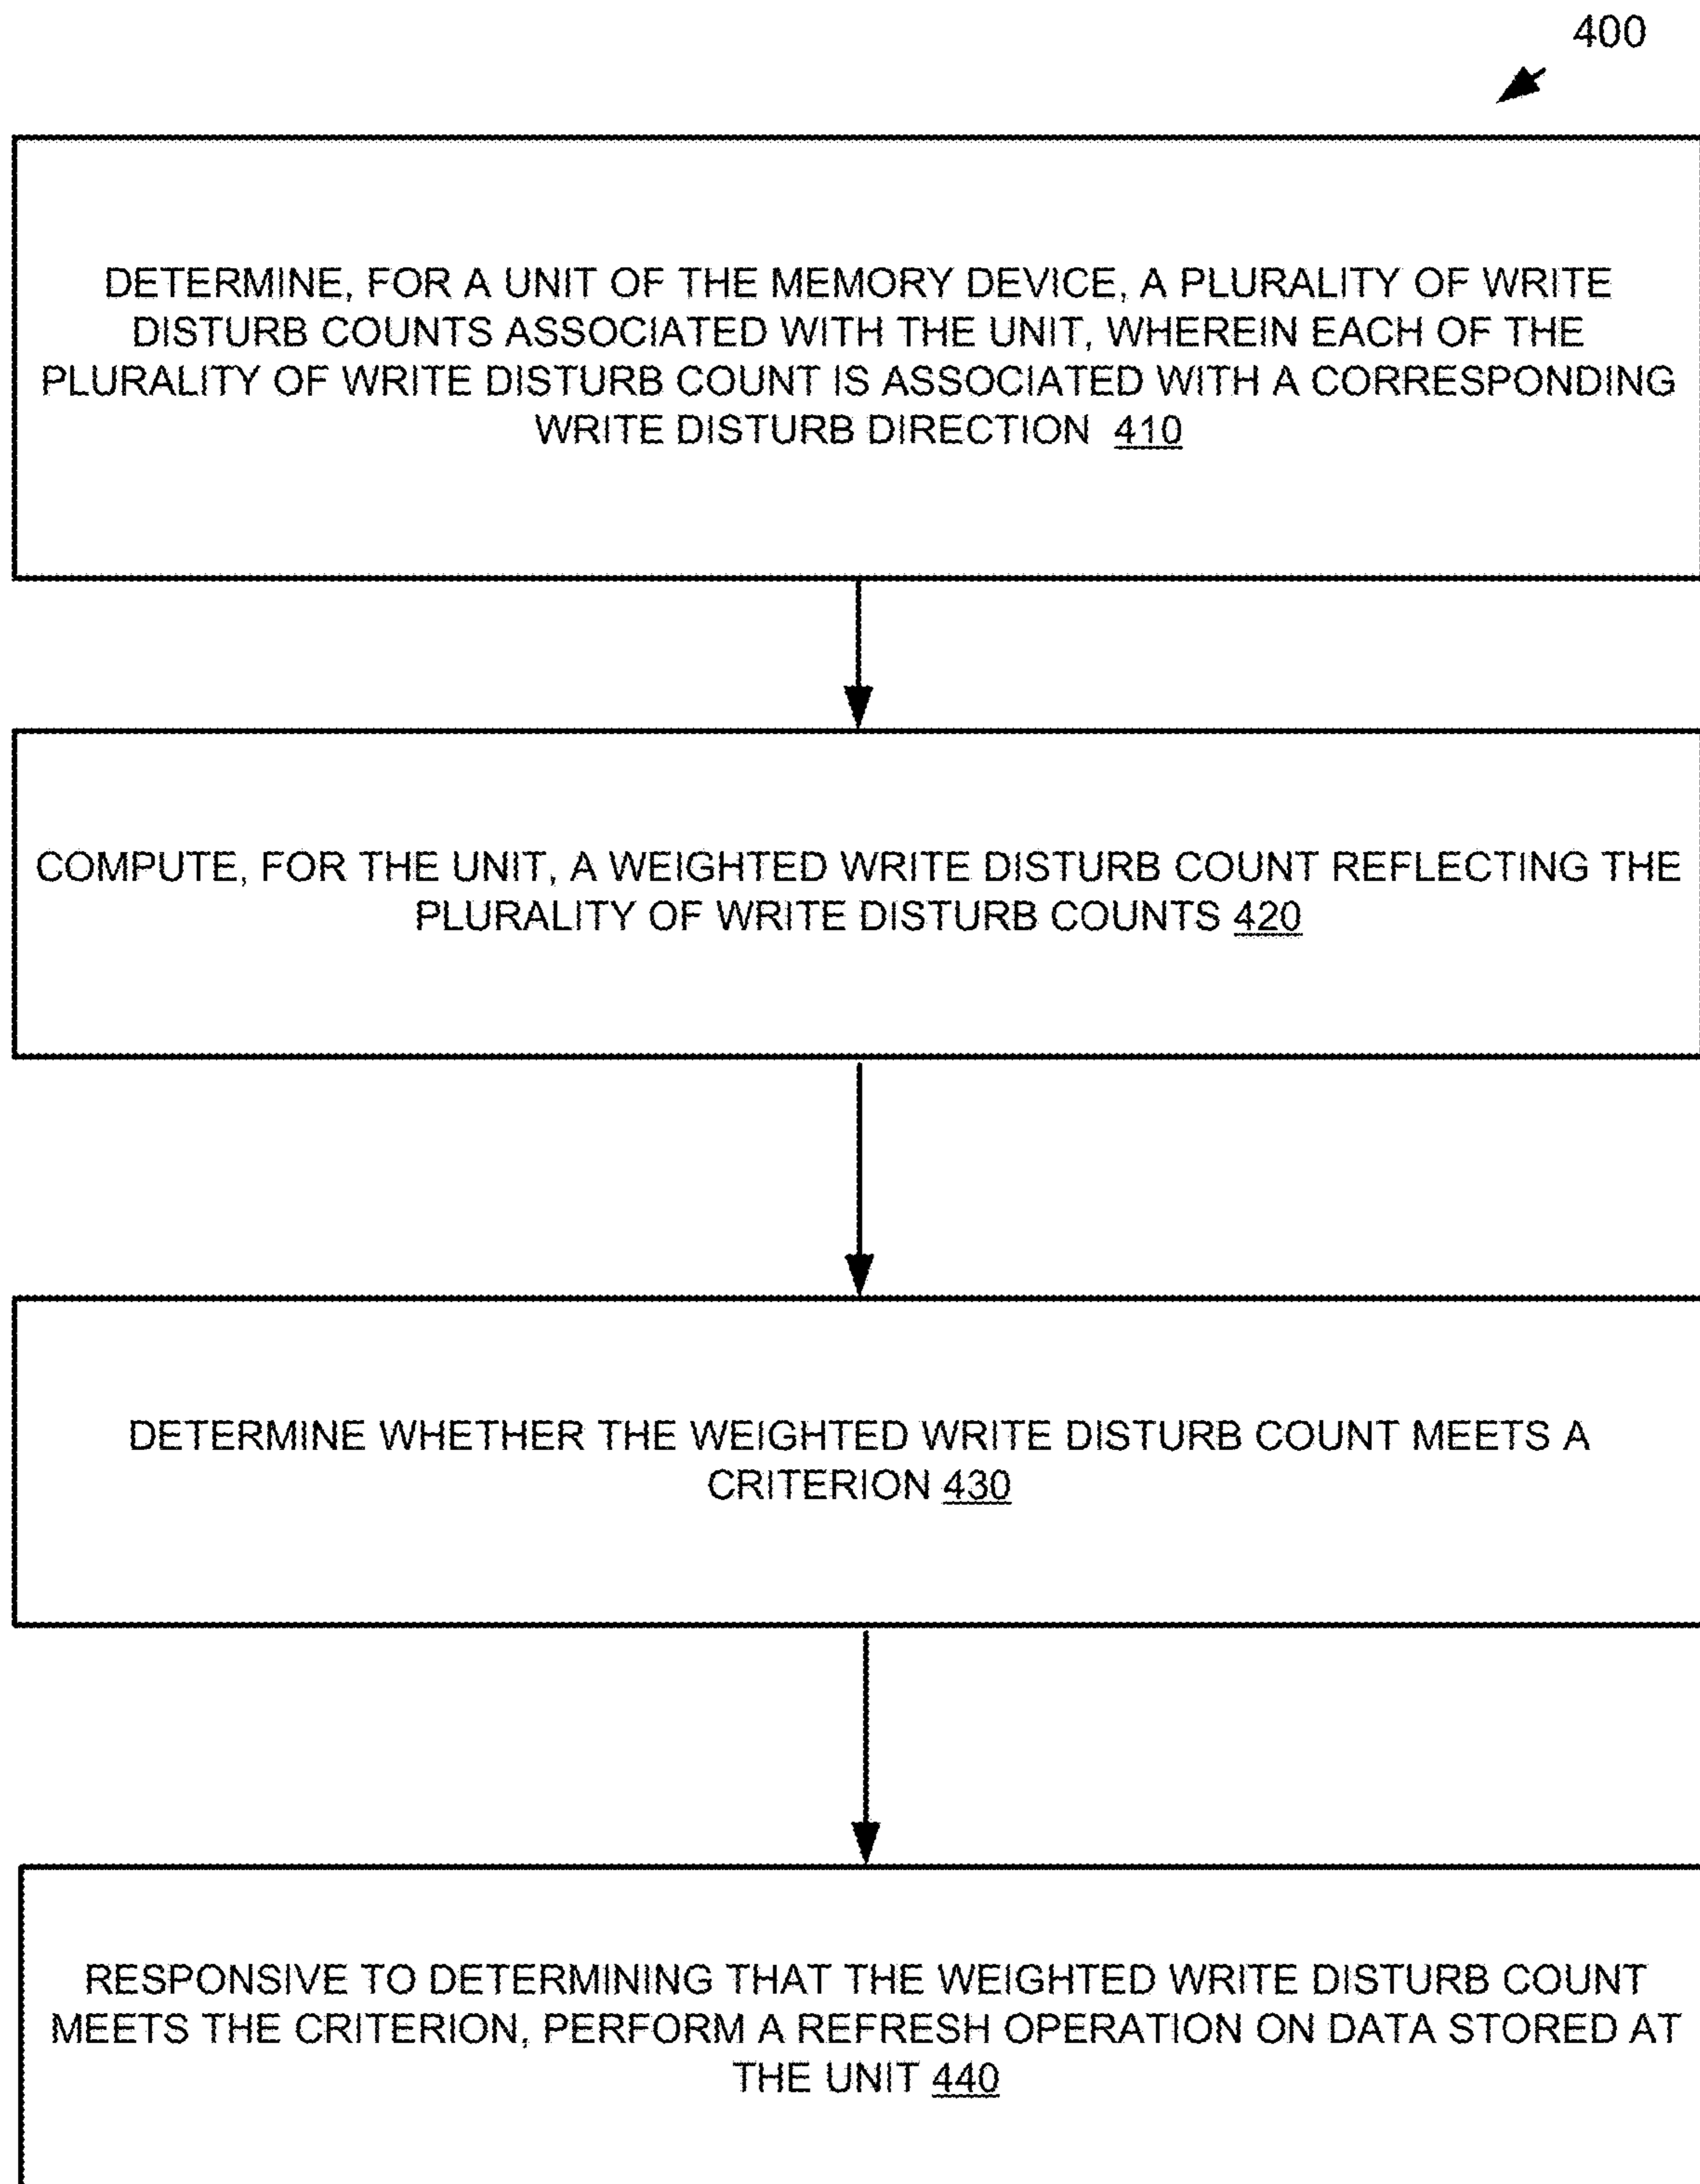 400
DETERMINE, FOR A UNIT OF THE MEMORY DEVICE, A PLURALITY OF WRITE
DISTURB COUNTS ASSOCIATED WITH THE UNIT, WHEREIN EACH OF THE
PLURALITY OF WRITE DISTURB COUNT IS ASSOCIATED WITH A CORRESPONDING
WRITE DISTURB DIRECTION 410
COMPUTE, FOR THE UNIT, A WEIGHTED WRITE DISTURB COUNT REFLECTING THE
PLURALITY OF WRITE DISTURB COUNTS 420
DETERMINE WHETHER THE WEIGHTED WRITE DISTURB COUNT MEETS A
CRITERION 430
RESPONSIVE TO DETERMINING THAT THE WEIGHTED WRITE DISTURB COUNT
MEETS THE CRITERION, PERFORM A REFRESH OPERATION ON DATA STORED AT
THE UNIT 440